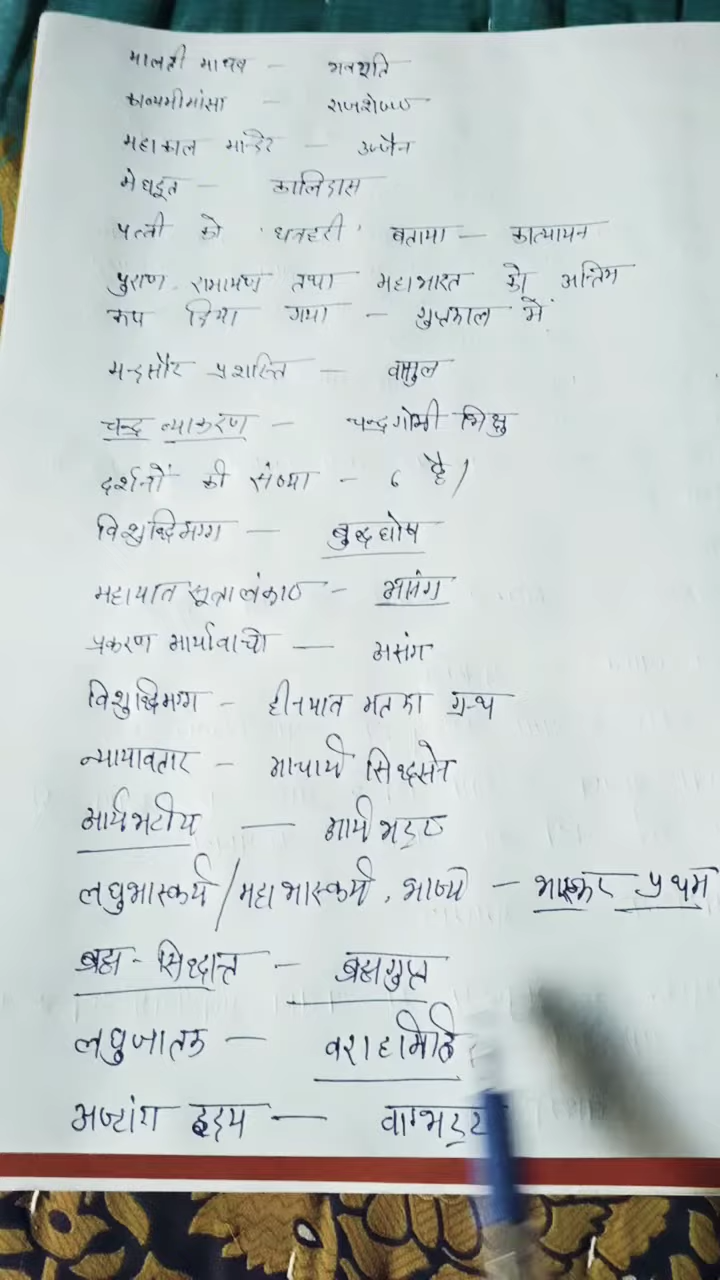 मालती माधव - भवभूति
काव्यमीमांसा - राजशेखर
महाकाल मन्दिर - उज्जैन
मेघदूत - कालिदास
पत्नी को 'धनहरी' बताया - कात्यायन
पुराण, रामायण तथा महाभारत को अन्तिम
रूप दिया गया - गुप्तकाल में
मन्दसौर प्रशस्ति - वासुल
चन्द्र व्याकरण - चन्द्रगोमी भिक्षु
दर्शनों की संख्या - 6 है /
विशुद्धिमग्ग - बुद्धघोष
महायान सूत्रालंकार - असंग
प्रकरण आर्यावाचो - असंग
विशुद्धिमग्ग - हीनयान मत का ग्रन्थ
न्यायावतार - आचार्य सिद्धसेन
आर्यभटीय - आर्यभट्ट
लघुभास्कर्य / महाभास्कर्य, भाष्य - भास्कर प्रथम
ब्रह्म - सिद्धान्त - ब्रह्मगुप्त
लघुजातक - वराहमिहि
अष्टांग हृदय - वाग्भट्ट